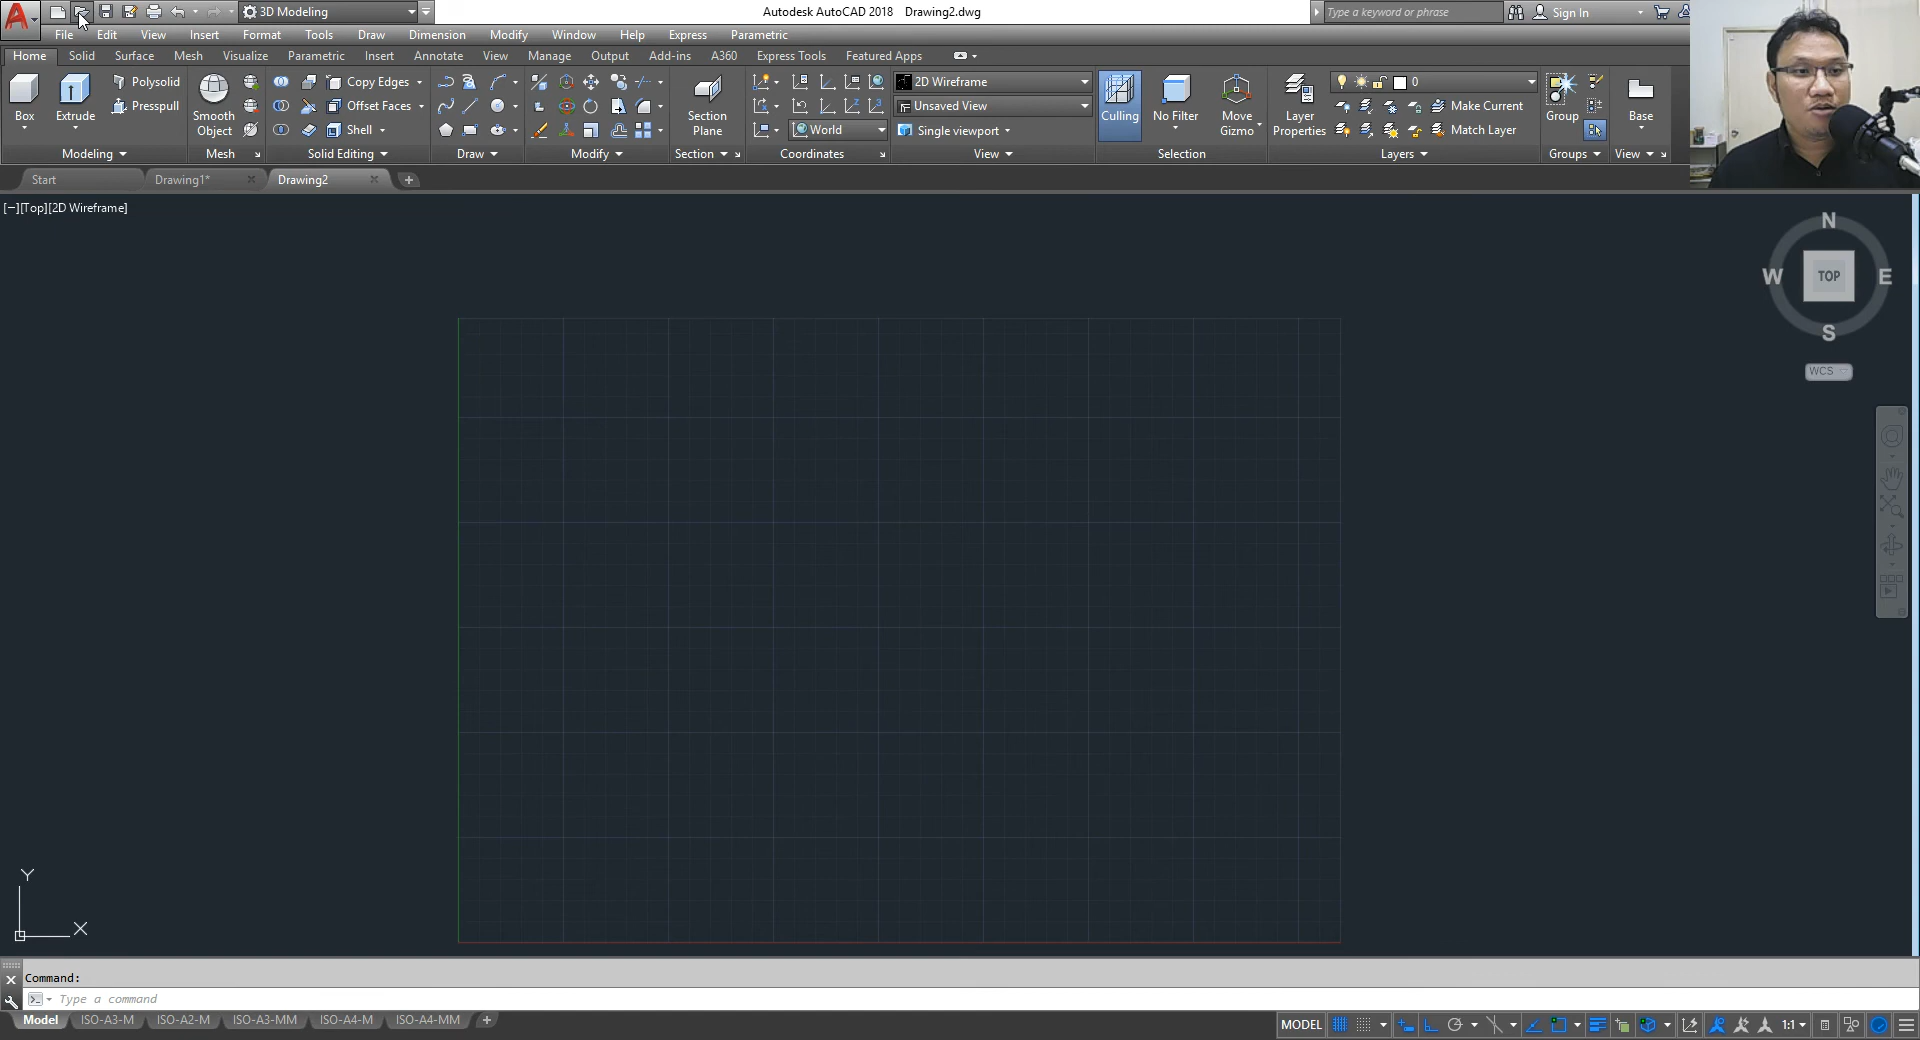 3D Modeling
Autodesk AutoCAD 2018 Drawing2.dwg
Type a keyword or phrase
Sign In
File Edit View Insert Format Tools Draw Dimension Modify Window Help Express Parametric
Home Solid Surface Mesh Visualize Parametric Insert Annotate View Manage Output Add-ins A360 Express Tools Featured Apps
Box
Extrude
Polysolid
Presspull
Modeling
Smooth
Object
Mesh
Copy Edges
Offset Faces
Shell
Solid Editing
Draw
Modify
Section
Plane
Section
World
Coordinates
2D Wireframe
Unsaved View
Single viewport
View
Culling
No Filter
Move
Gizmo
Selection
Layer
Properties
0
Make Current
Match Layer
Layers
Group
Groups
Base
View
Start Drawing1* Drawing2
[−][Top][2D Wireframe]
N
W TOP E
S
WCS
Y
X
Command:
Type a command
Model ISO-A3-M ISO-A2-M ISO-A3-MM ISO-A4-M ISO-A4-MM
MODEL 1:1